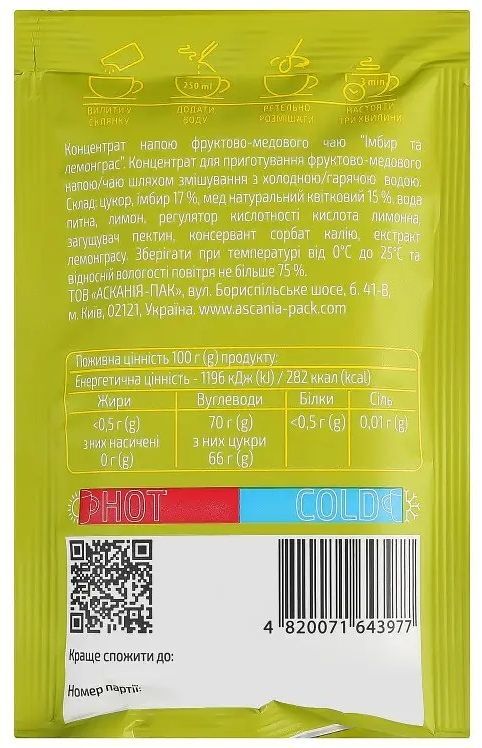 250 ml
3 min
ВИЛИТИ У СКЛЯНКУ
ДОДАТИ ВОДУ
РЕТЕЛЬНО РОЗМІШАТИ
НАСТОЯТИ ТРИ ХВИЛИНИ
Концентрат напою фруктово-медового чаю "Імбир та
лемонграс". Концентрат для приготування фруктово-медового
напою/чаю шляхом змішування з холодною/гарячою водою.
Склад: цукор, імбир 17 %, мед натуральний квітковий 15 %, вода
питна, лимон, регулятор кислотності кислота лимонна,
загущувач пектин, консервант сорбат калію, екстракт
лемонграсу. Зберігати при температурі від 0°С до 25°С та
відносній вологості повітря не більше 75 %.
ТОВ «АСКАНІЯ-ПАК», вул. Бориспільське шосе, б. 41-В,
м. Київ, 02121, Україна. www.ascania-pack.com
Поживна цінність 100 г (g) продукту:
Енергетична цінність - 1196 кДж (kJ) / 282 ккал (kcal)
Жири Вуглеводи Білки Сіль
<0,5 г (g) 70 г (g) <0,5 г (g) 0,01 г (g)
з них насичені з них цукри
0 г (g) 66 г (g)
HOT COLD
4 820071 643977
Краще спожити до:
Номер партії: